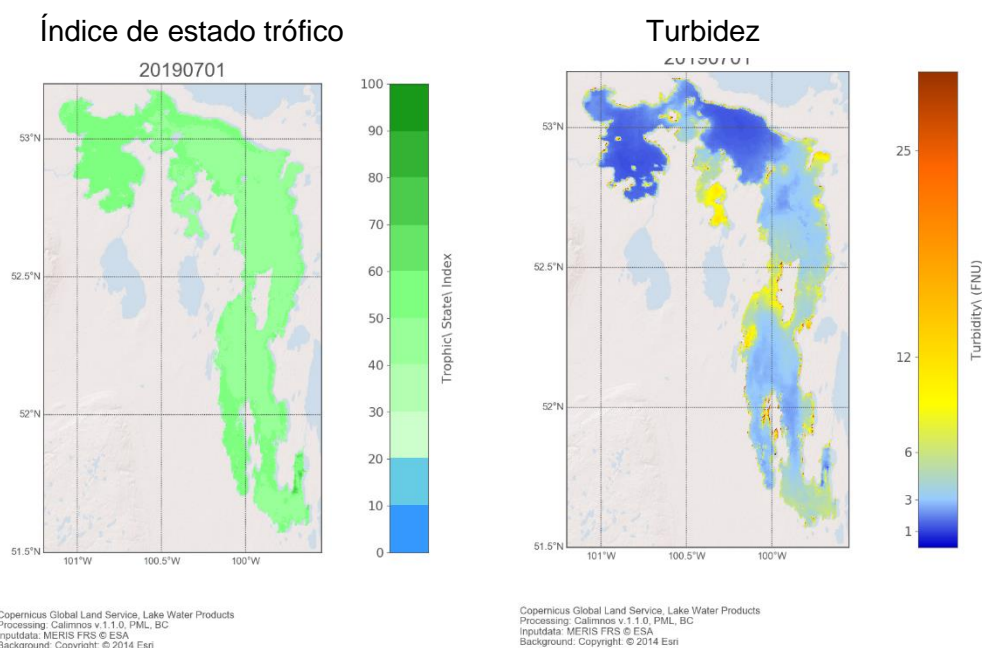 Índice de estado trófico
Turbidez
20190701
100
90
80
70
60
50
40
30
20
10
0
Trophic\ State\ Index
53°N
52.5°N
52°N
51.5°N
101°W
100.5°W
100°W
20190701
25
12
6
3
1
Turbidity\ (FNU)
53°N
52.5°N
52°N
51.5°N
101°W
100.5°W
100°W
Copernicus Global Land Service, Lake Water Products
Processing: Calimnos v.1.1.0, PML, BC
Inputdata: MERIS FRS © ESA
Background: Copyright: © 2014 Esri
Copernicus Global Land Service, Lake Water Products
Processing: Calimnos v.1.1.0, PML, BC
Inputdata: MERIS FRS © ESA
Background: Copyright: © 2014 Esri